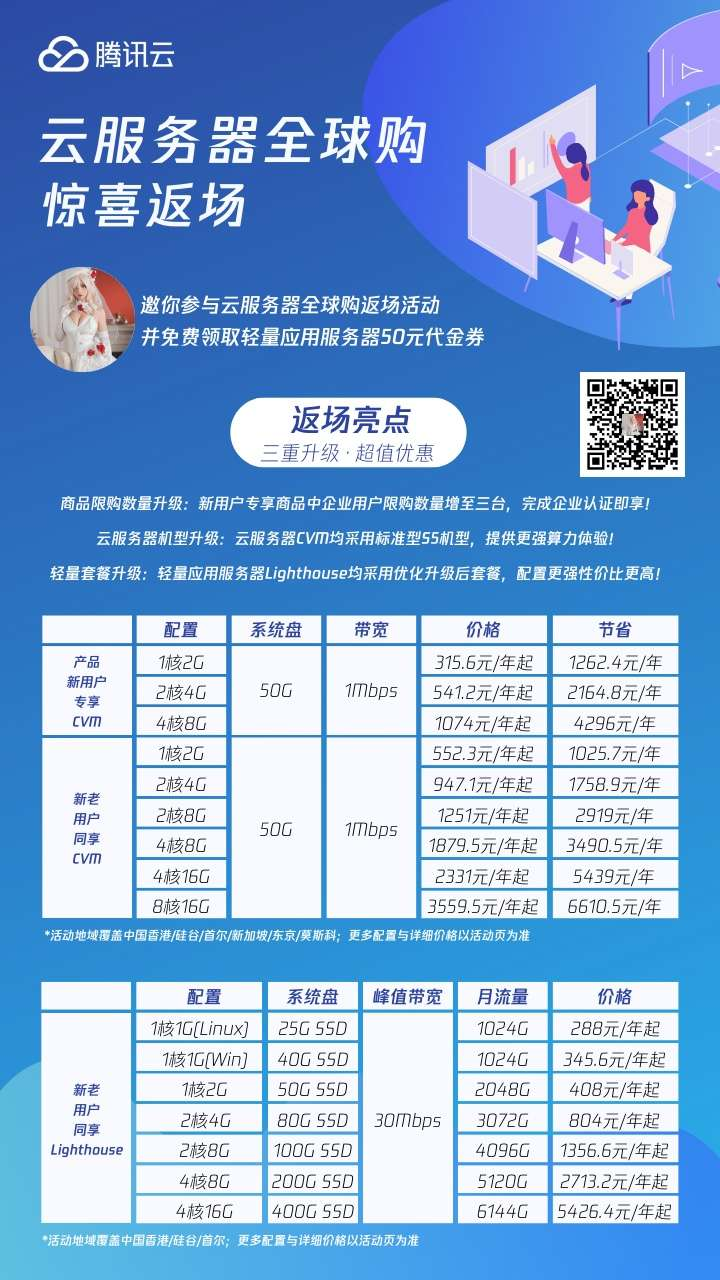 腾讯云
云服务器全球购
惊喜返场
邀你参与云服务器全球购返场活动
并免费领取轻量应用服务器50元代金券
返场亮点
三重升级·超值优惠
商品限购数量升级：新用户专享商品中企业用户限购数量增至三台，完成企业认证即享！
云服务器机型升级：云服务器CVM均采用标准型S5机型，提供更强算力体验！
轻量套餐升级：轻量应用服务器Lighthouse均采用优化升级后套餐，配置更强性价比更高！
配置 系统盘 带宽 价格 节省
产品
新用户
专享
CVM
1核2G 50G 1Mbps 315.6元/年起 1262.4元/年
2核4G 541.2元/年起 2164.8元/年
4核8G 1074元/年起 4296元/年
新老
用户
同享
CVM
1核2G 50G 1Mbps 552.3元/年起 1025.7元/年
2核4G 947.1元/年起 1758.9元/年
2核8G 1251元/年起 2919元/年
4核8G 1879.5元/年起 3490.5元/年
4核16G 2331元/年起 5439元/年
8核16G 3559.5元/年起 6610.5元/年
*活动地域覆盖中国香港/硅谷/首尔/新加坡/东京/莫斯科；更多配置与详细价格以活动页为准
配置 系统盘 峰值带宽 月流量 价格
新老
用户
同享
Lighthouse
1核1G(Linux) 25G SSD 30Mbps 1024G 288元/年起
1核1G(Win) 40G SSD 1024G 345.6元/年起
1核2G 50G SSD 2048G 408元/年起
2核4G 80G SSD 3072G 804元/年起
2核8G 100G SSD 4096G 1356.6元/年起
4核8G 200G SSD 5120G 2713.2元/年起
4核16G 400G SSD 6144G 5426.4元/年起
*活动地域覆盖中国香港/硅谷/首尔；更多配置与详细价格以活动页为准